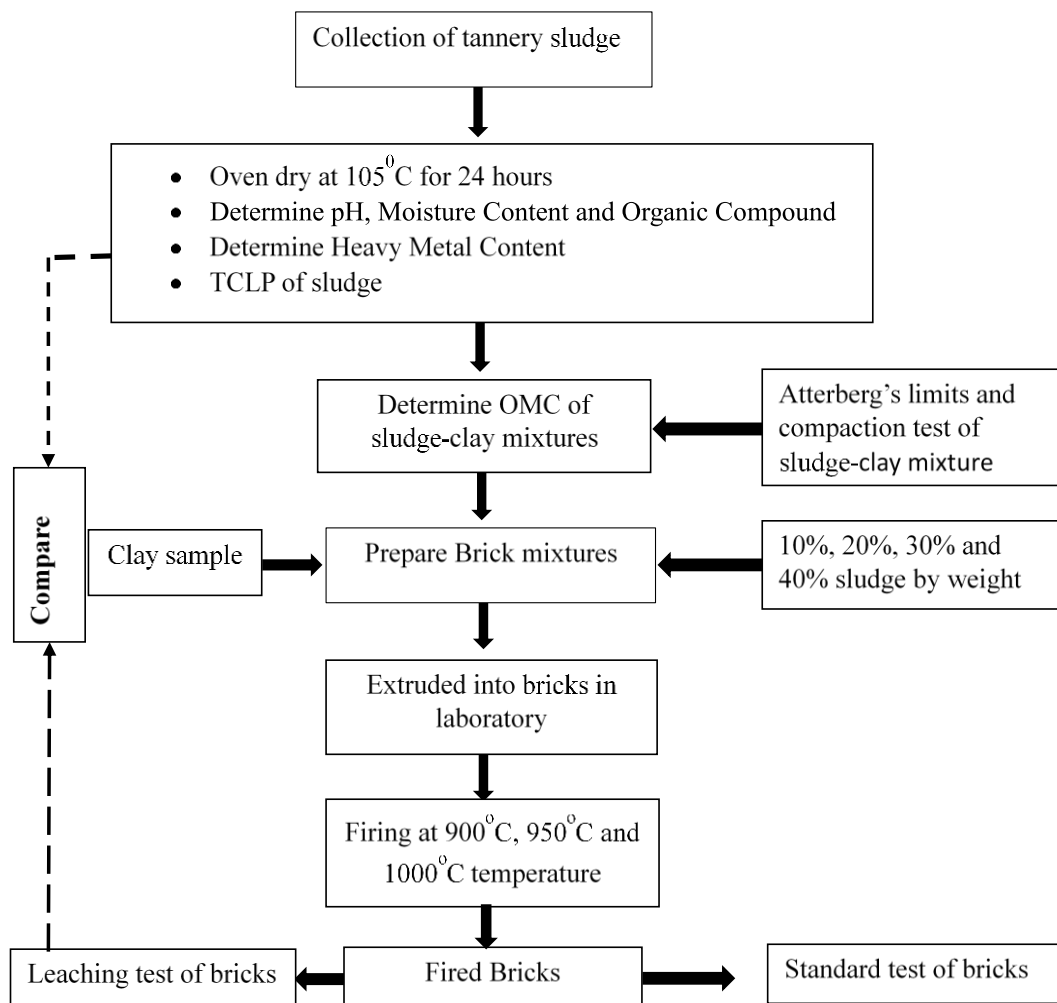 Collection of tannery sludge
• Oven dry at 105⁰C for 24 hours
• Determine pH, Moisture Content and Organic Compound
• Determine Heavy Metal Content
• TCLP of sludge
Determine OMC of
sludge-clay mixtures
Atterberg’s limits and
compaction test of
sludge-clay mixture
Compare
Clay sample
Prepare Brick mixtures
10%, 20%, 30% and
40% sludge by weight
Extruded into bricks in
laboratory
Firing at 900⁰C, 950⁰C and
1000⁰C temperature
Leaching test of bricks
Fired Bricks
Standard test of bricks